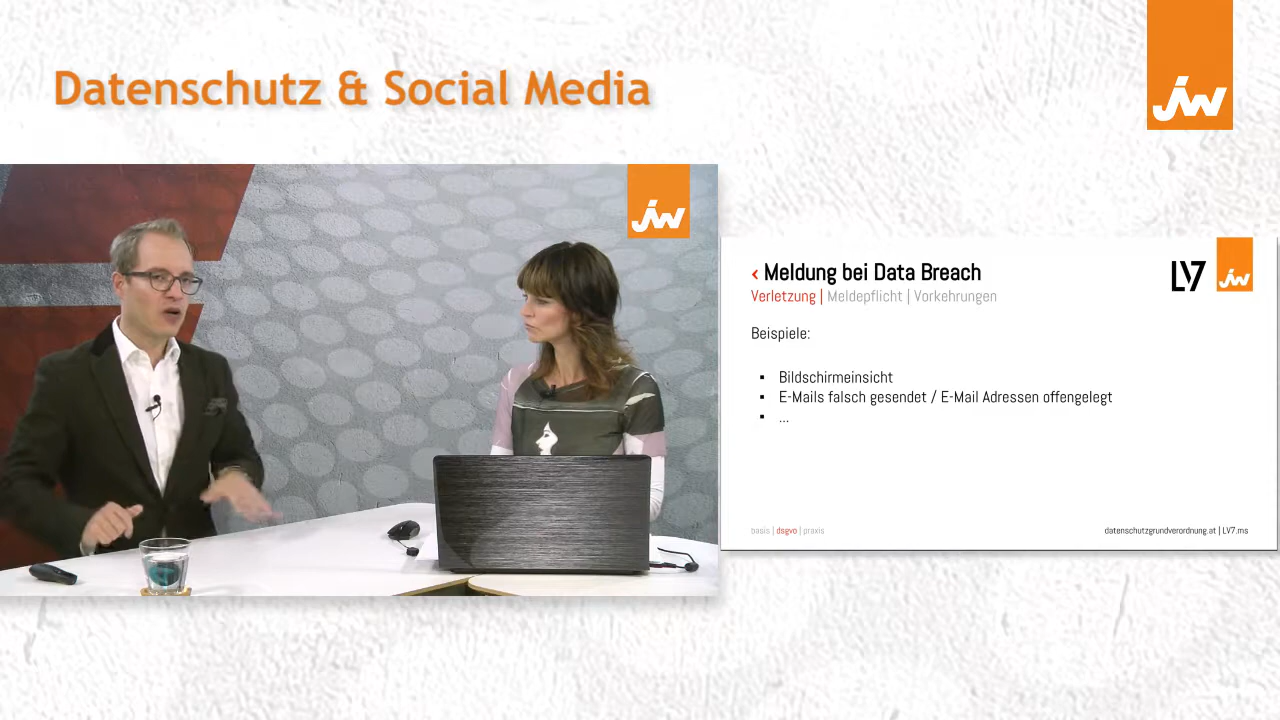 Datenschutz & Social Media
jw
jw
‹ Meldung bei Data Breach
LV7
jw
Verletzung | Meldepflicht | Vorkehrungen
Beispiele:
▪ Bildschirmeinsicht
▪ E-Mails falsch gesendet / E-Mail Adressen offengelegt
▪ ...
basis | dsgvo | praxis
datenschutzgrundverordnung.at | LV7.ms